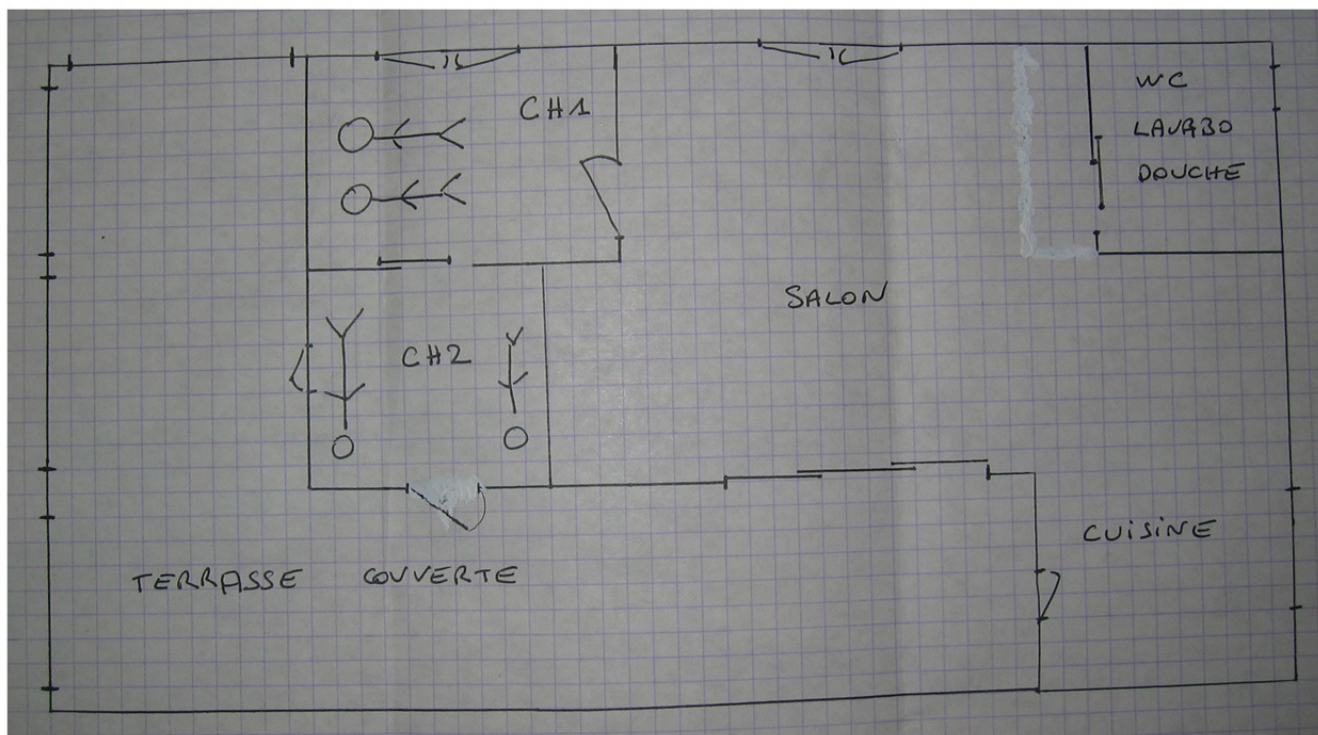 CH1
WC
LAVABO
DOUCHE
SALON
CH2
CUISINE
TERRASSE COUVERTE